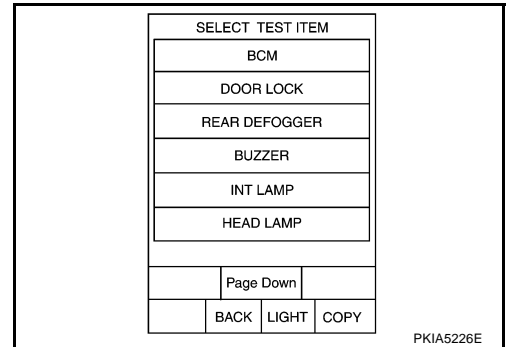 SELECT TEST ITEM
BCM
DOOR LOCK
REAR DEFOGGER
BUZZER
INT LAMP
HEAD LAMP
Page Down
BACK LIGHT COPY
PKIA5226E